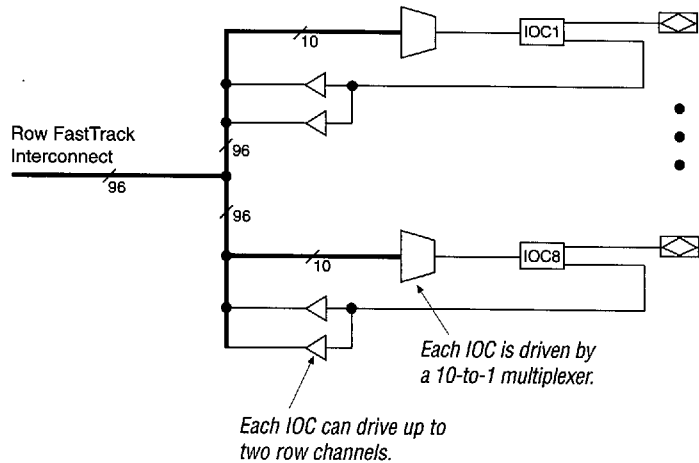 10
IOC1
Row FastTrack
Interconnect
96
96
96
10
IOC8
Each IOC is driven by
a 10-to-1 multiplexer.
Each IOC can drive up to
two row channels.